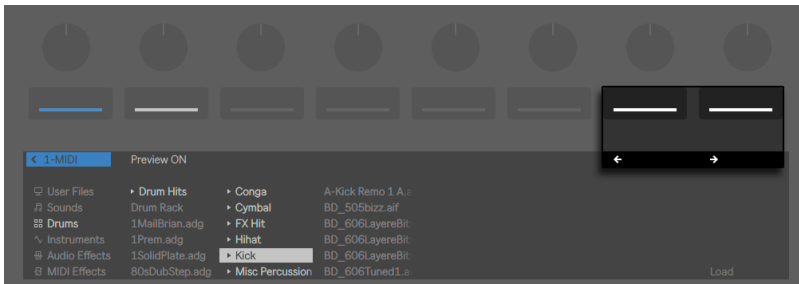 1-MIDI Preview ON
User Files Drum Hits Conga A-Kick Remo 1 A.a
Sounds Drum Rack Cymbal BD_505bizz.aif
Drums 1MailBrian.adg FX Hit BD_606LayereBit
Instruments 1Prem.adg Hihat BD_606LayereBit
Audio Effects 1SolidPlate.adg Kick BD_606LayereBit
MIDI Effects 80sDubStep.adg Misc Percussion BD_606Tuned1.a Load